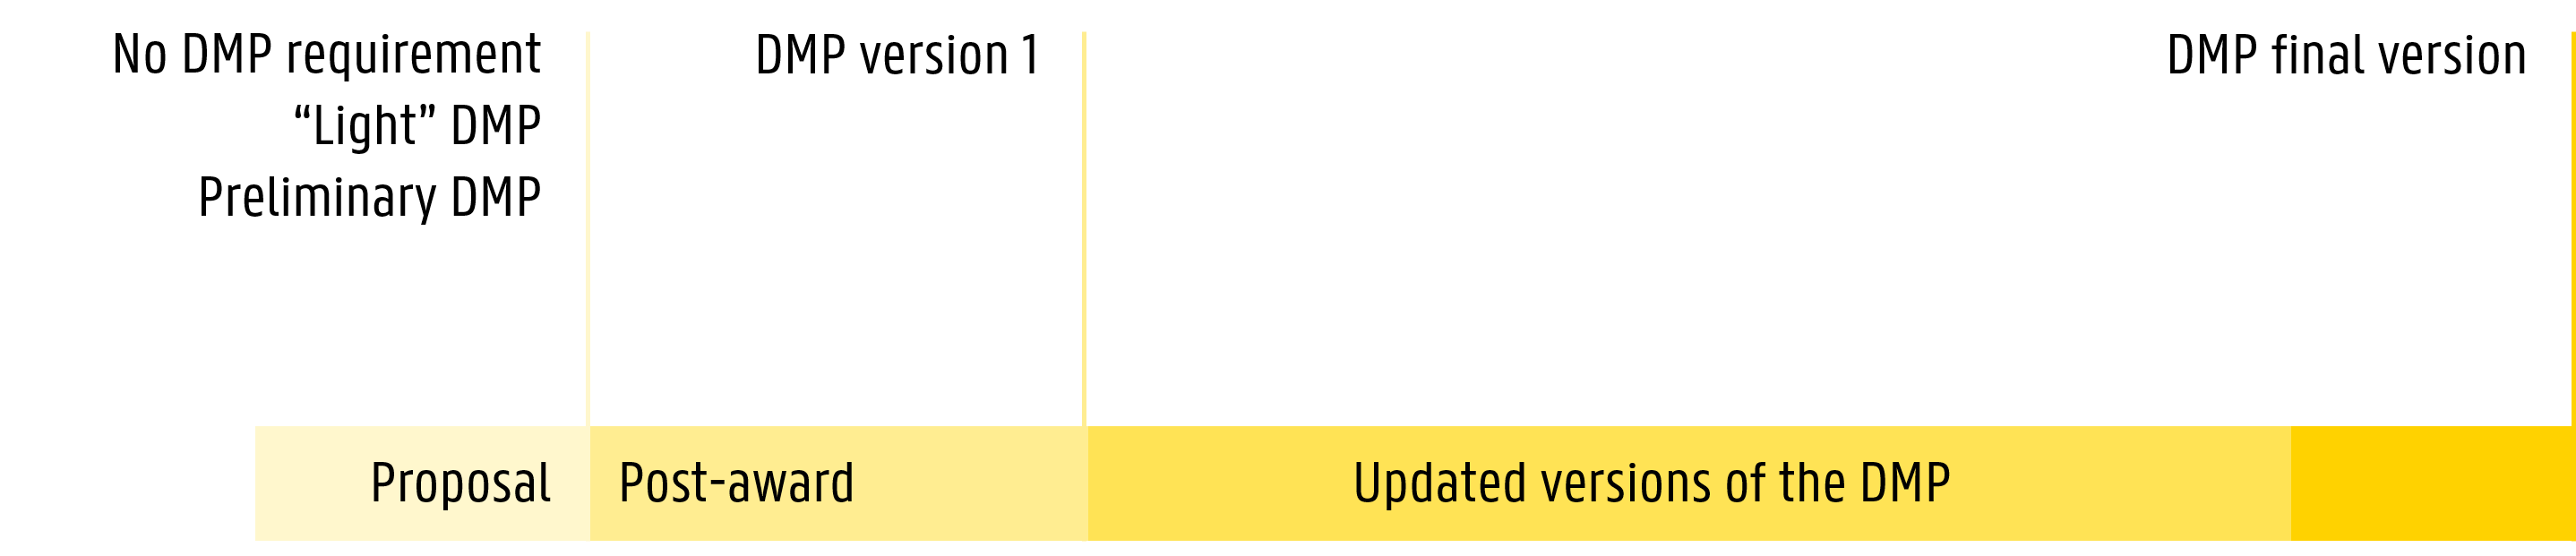 No DMP requirement
“Light” DMP
Preliminary DMP
DMP version 1
DMP final version
Proposal
Post-award
Updated versions of the DMP